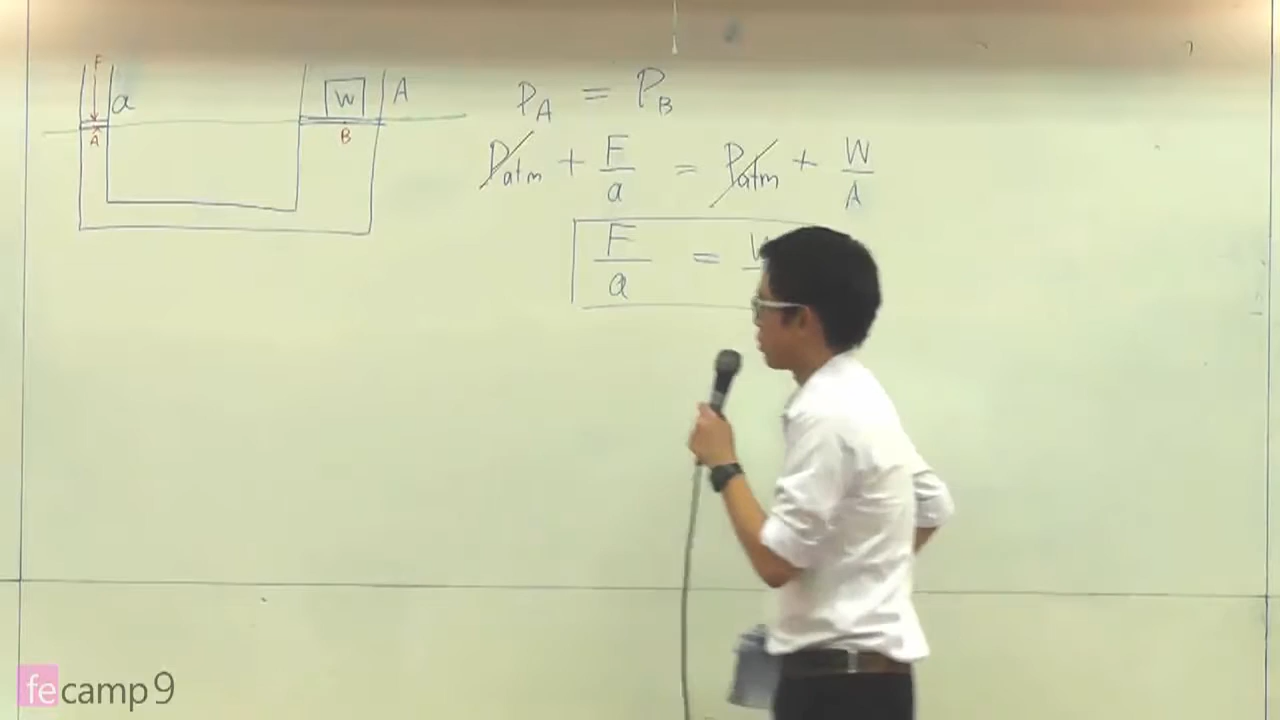 F
a
W
A
A
B
P_A = P_B
P_atm + F/a = P_atm + W/A
F/a = W
fecamp9